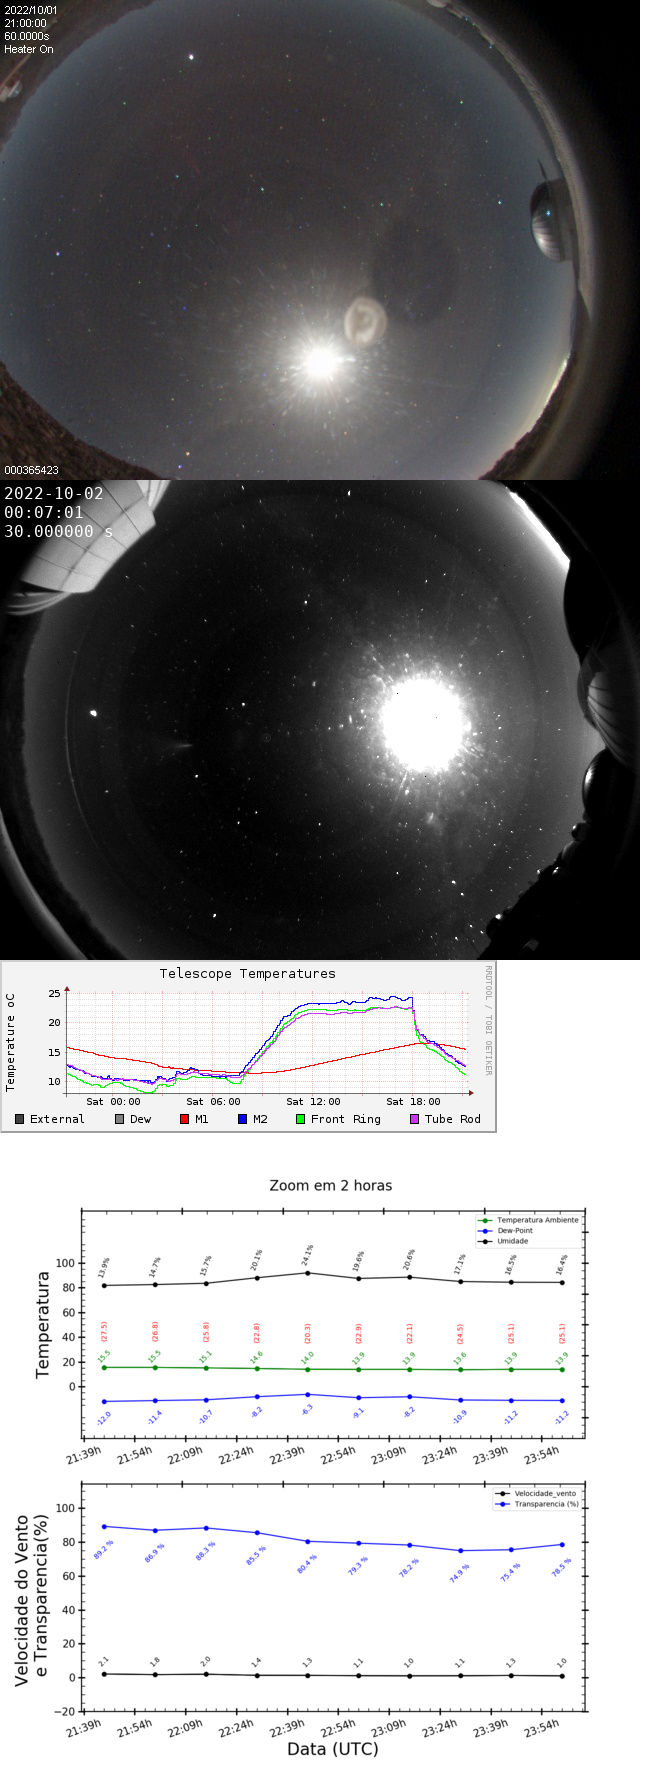 2022/10/01
21:00:00
60.0000s
Heater On
000365423
2022-10-02
00:07:01
30.000000 s
Telescope Temperatures
RRDTOOL / TOBI OETIKER
Temperature oC
25
20
15
10
Sat 00:00 Sat 06:00 Sat 12:00 Sat 18:00
External Dew M1 M2 Front Ring Tube Rod
Zoom em 2 horas
Temperatura Ambiente
Dew-Point
Umidade
Temperatura
100
80
60
40
20
0
13.9% 14.7% 15.7% 20.1% 24.1% 19.6% 20.6% 17.1% 16.5% 16.4%
(27.5) (26.8) (25.8) (22.8) (20.3) (22.9) (22.1) (24.5) (25.1) (25.1)
15.5 15.5 15.1 14.6 14.0 13.9 13.9 13.6 13.9 13.9
-12.0 -11.4 -10.7 -8.2 -6.3 -9.1 -8.2 -10.9 -11.2 -11.2
21:39h 21:54h 22:09h 22:24h 22:39h 22:54h 23:09h 23:24h 23:39h 23:54h
Velocidade_vento
Transparencia (%)
Velocidade do Vento
e Transparencia(%)
100
80
60
40
20
0
−20
89.2 % 86.9 % 88.3 % 85.5 % 80.4 % 79.3 % 78.2 % 74.9 % 75.4 % 78.5 %
2.1 1.8 2.0 1.4 1.3 1.1 1.0 1.1 1.3 1.0
21:39h 21:54h 22:09h 22:24h 22:39h 22:54h 23:09h 23:24h 23:39h 23:54h
Data (UTC)